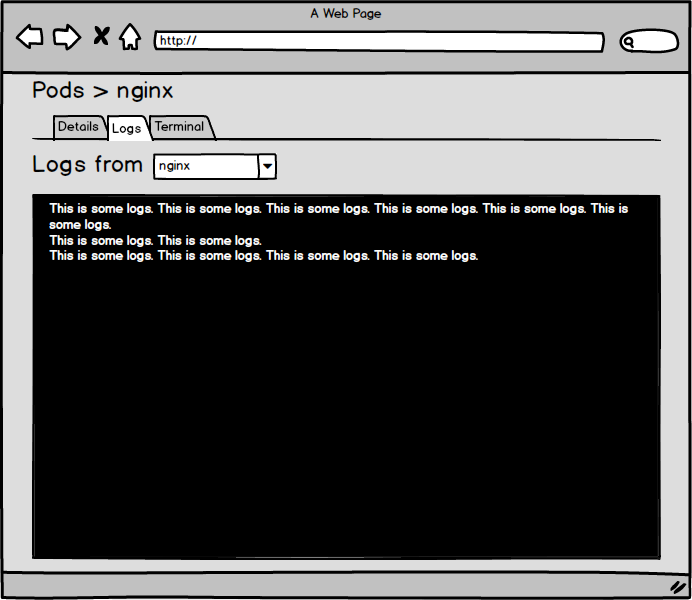 A Web Page
http://
Pods > nginx
Details Logs Terminal
Logs from nginx
This is some logs. This is some logs. This is some logs. This is some logs. This is some logs. This is
some logs.
This is some logs. This is some logs.
This is some logs. This is some logs. This is some logs. This is some logs.